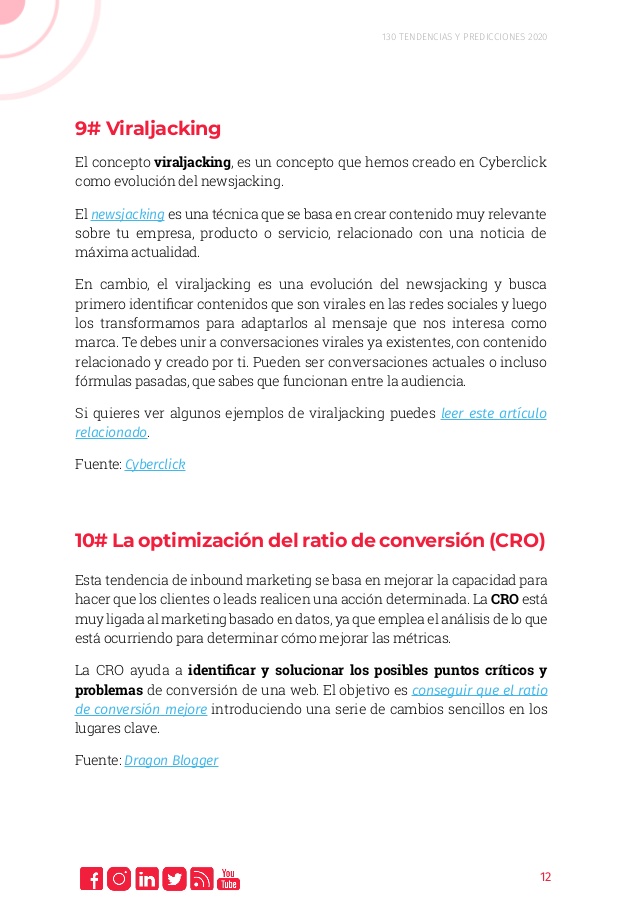 130 TENDENCIAS Y PREDICCIONES 2020
9# Viraljacking
El concepto viraljacking, es un concepto que hemos creado en Cyberclick
como evolución del newsjacking.
El newsjacking es una técnica que se basa en crear contenido muy relevante
sobre tu empresa, producto o servicio, relacionado con una noticia de
máxima actualidad.
En cambio, el viraljacking es una evolución del newsjacking y busca
primero identificar contenidos que son virales en las redes sociales y luego
los transformamos para adaptarlos al mensaje que nos interesa como
marca. Te debes unir a conversaciones virales ya existentes, con contenido
relacionado y creado por ti. Pueden ser conversaciones actuales o incluso
fórmulas pasadas, que sabes que funcionan entre la audiencia.
Si quieres ver algunos ejemplos de viraljacking puedes leer este artículo
relacionado.
Fuente: Cyberclick
10# La optimización del ratio de conversión (CRO)
Esta tendencia de inbound marketing se basa en mejorar la capacidad para
hacer que los clientes o leads realicen una acción determinada. La CRO está
muy ligada al marketing basado en datos, ya que emplea el análisis de lo que
está ocurriendo para determinar cómo mejorar las métricas.
La CRO ayuda a identificar y solucionar los posibles puntos críticos y
problemas de conversión de una web. El objetivo es conseguir que el ratio
de conversión mejore introduciendo una serie de cambios sencillos en los
lugares clave.
Fuente: Dragon Blogger
You
Tube
12